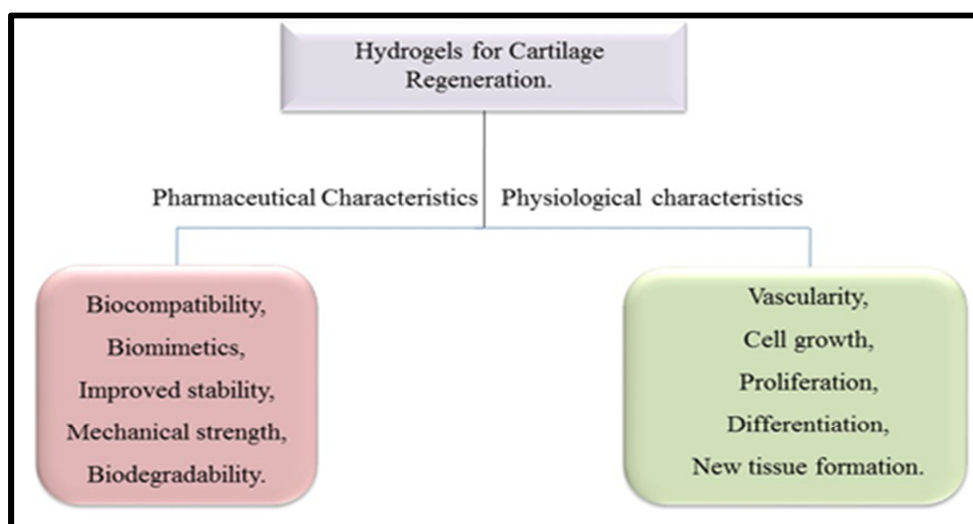 Hydrogels for Cartilage
Regeneration.
Pharmaceutical Characteristics
Physiological characteristics
Biocompatibility,
Biomimetics,
Improved stability,
Mechanical strength,
Biodegradability.
Vascularity,
Cell growth,
Proliferation,
Differentiation,
New tissue formation.